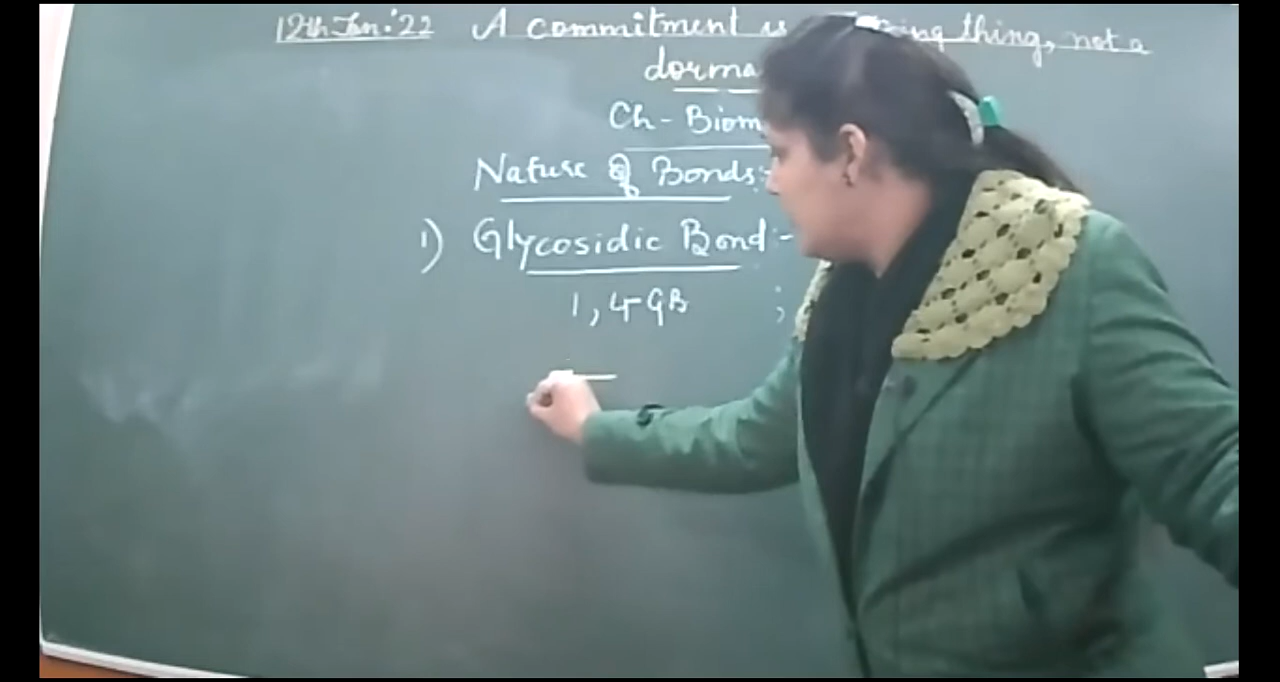 12th Jan.'22 A commitment is thing, not a
dorma
Ch - Biom
Nature of Bonds:-
1) Glycosidic Bond:-
1,4-GB ;